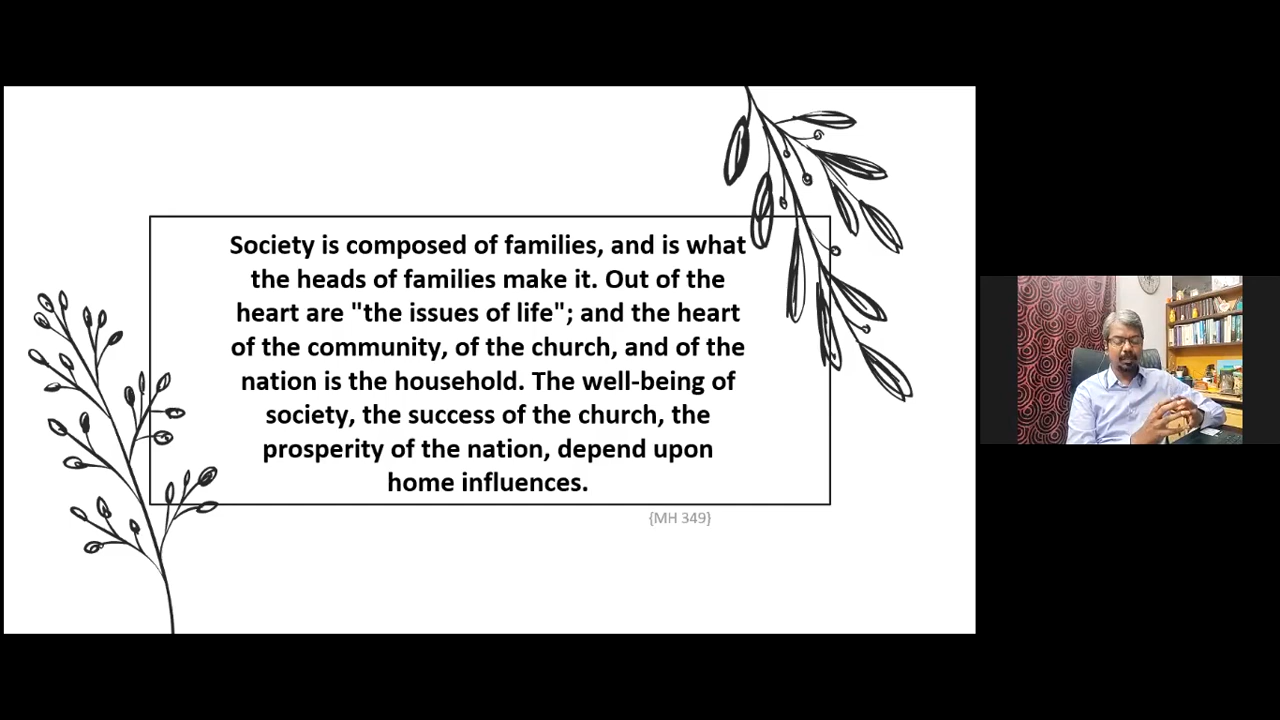 Society is composed of families, and is what
the heads of families make it. Out of the
heart are "the issues of life"; and the heart
of the community, of the church, and of the
nation is the household. The well-being of
society, the success of the church, the
prosperity of the nation, depend upon
home influences.
{MH 349}